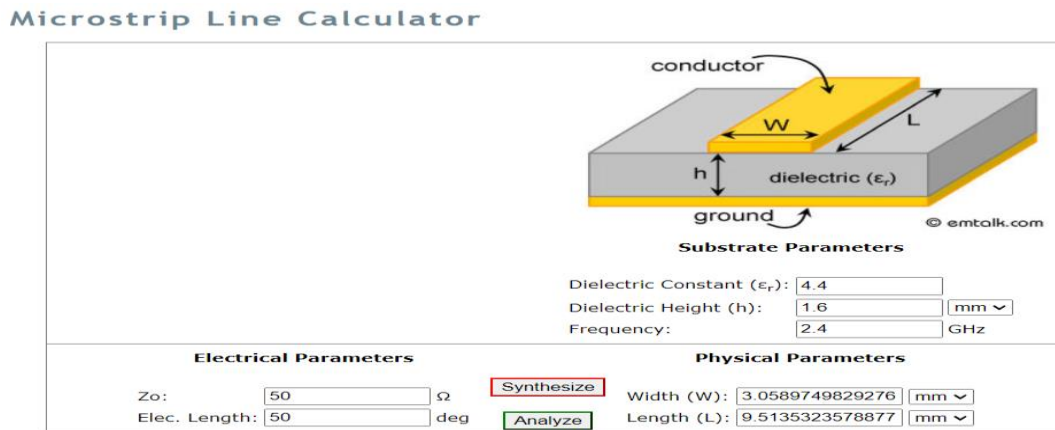 Microstrip Line Calculator
conductor
W
L
h
dielectric (εr)
ground
© emtalk.com
Substrate Parameters
Dielectric Constant (εr): 4.4
Dielectric Height (h): 1.6 mm
Frequency: 2.4 GHz
Electrical Parameters
Physical Parameters
Zo: 50 Ω
Synthesize
Width (W): 3.0589749829276 mm
Elec. Length: 50 deg
Analyze
Length (L): 9.5135323578877 mm